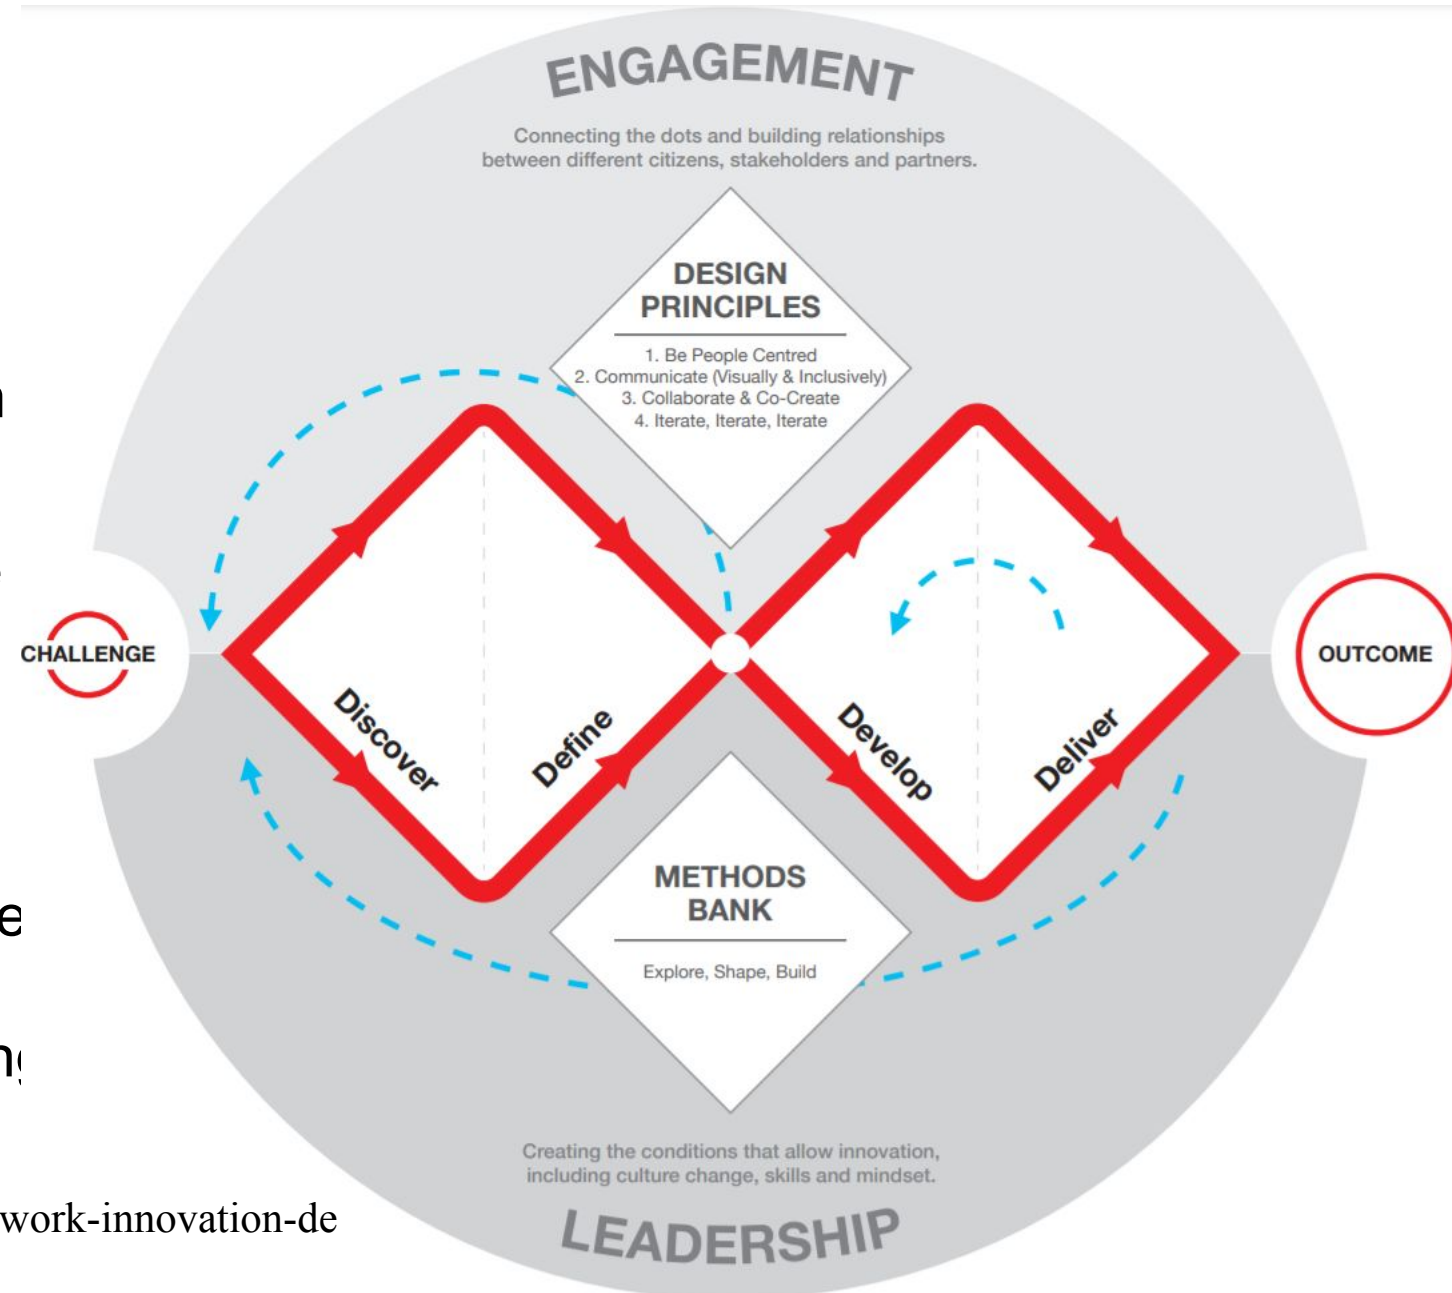 ENGAGEMENT
Connecting the dots and building relationships
between different citizens, stakeholders and partners.
DESIGN
PRINCIPLES
1. Be People Centred
2. Communicate (Visually & Inclusively)
3. Collaborate & Co-Create
4. Iterate, Iterate, Iterate
CHALLENGE
Discover
Define
Develop
Deliver
OUTCOME
METHODS
BANK
Explore, Shape, Build
Creating the conditions that allow innovation,
including culture change, skills and mindset.
LEADERSHIP
work-innovation-de